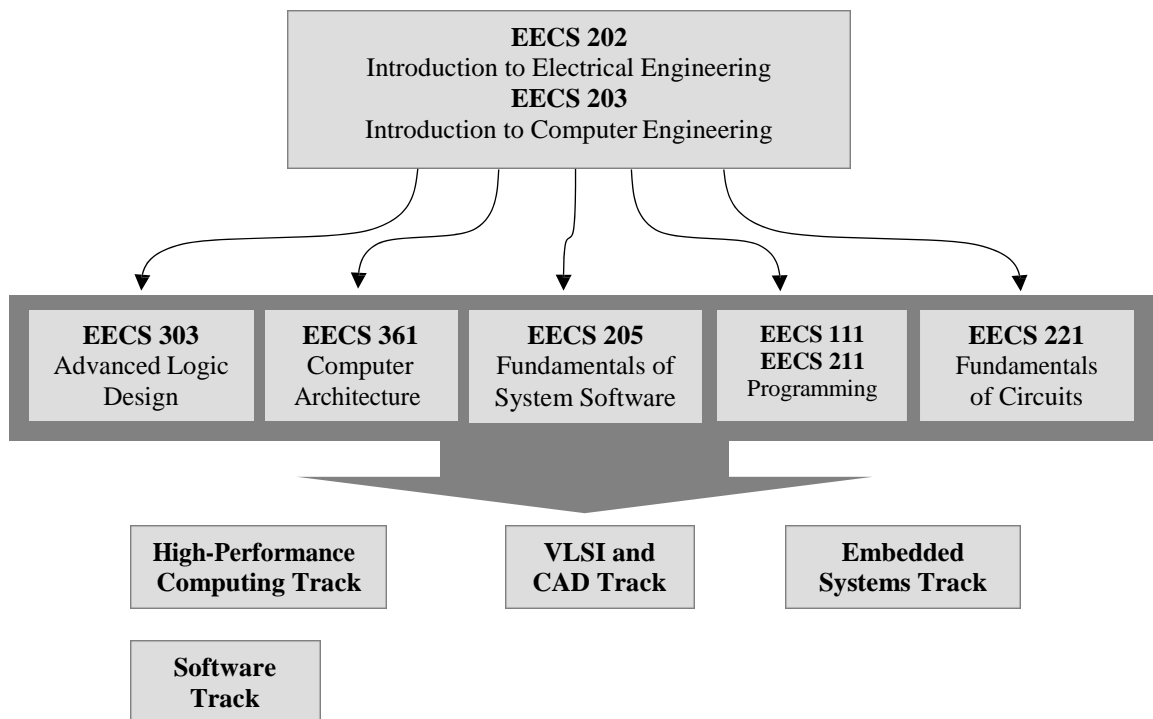 EECS 202
Introduction to Electrical Engineering
EECS 203
Introduction to Computer Engineering
EECS 303
Advanced Logic
Design
EECS 361
Computer
Architecture
EECS 205
Fundamentals of
System Software
EECS 111
EECS 211
Programming
EECS 221
Fundamentals
of Circuits
High-Performance
Computing Track
VLSI and
CAD Track
Embedded
Systems Track
Software
Track